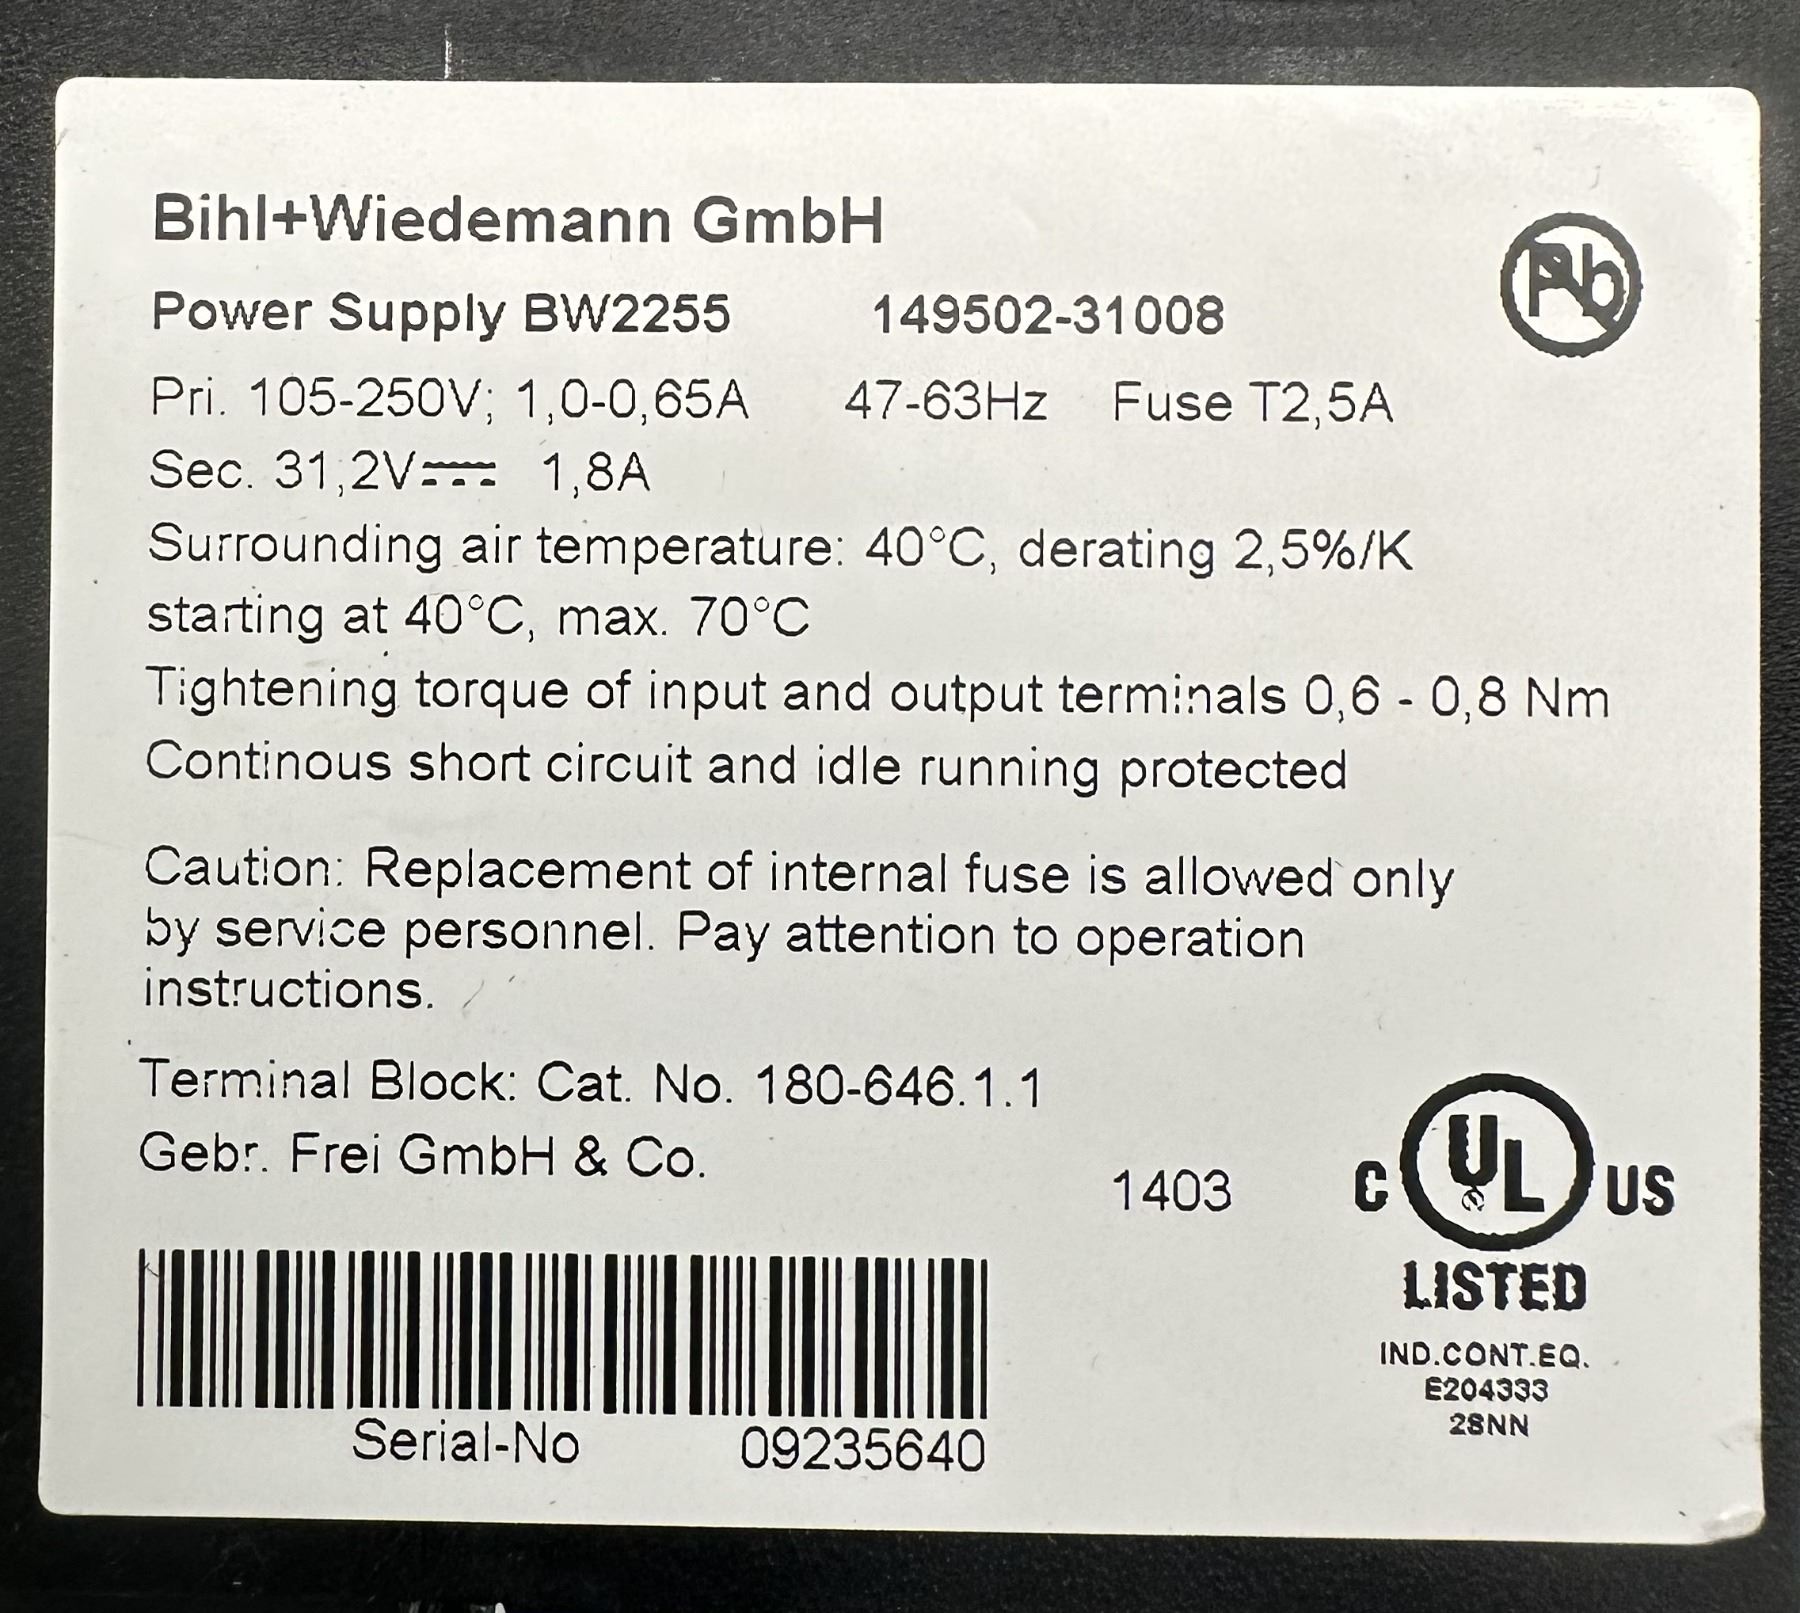 Bihl+Wiedemann GmbH
Pb
Power Supply BW2255 149502-31008
Pri. 105-250V; 1,0-0,65A 47-63Hz Fuse T2,5A
Sec. 31,2V⎓ 1,8A
Surrounding air temperature: 40°C, derating 2,5%/K
starting at 40°C, max. 70°C
Tightening torque of input and output terminals 0,6 - 0,8 Nm
Continous short circuit and idle running protected
Caution: Replacement of internal fuse is allowed only
by service personnel. Pay attention to operation
instructions.
Terminal Block: Cat. No. 180-646.1.1
Gebr. Frei GmbH & Co.
1403
C UL US
LISTED
IND.CONT.EQ.
E204333
28NN
Serial-No 09235640